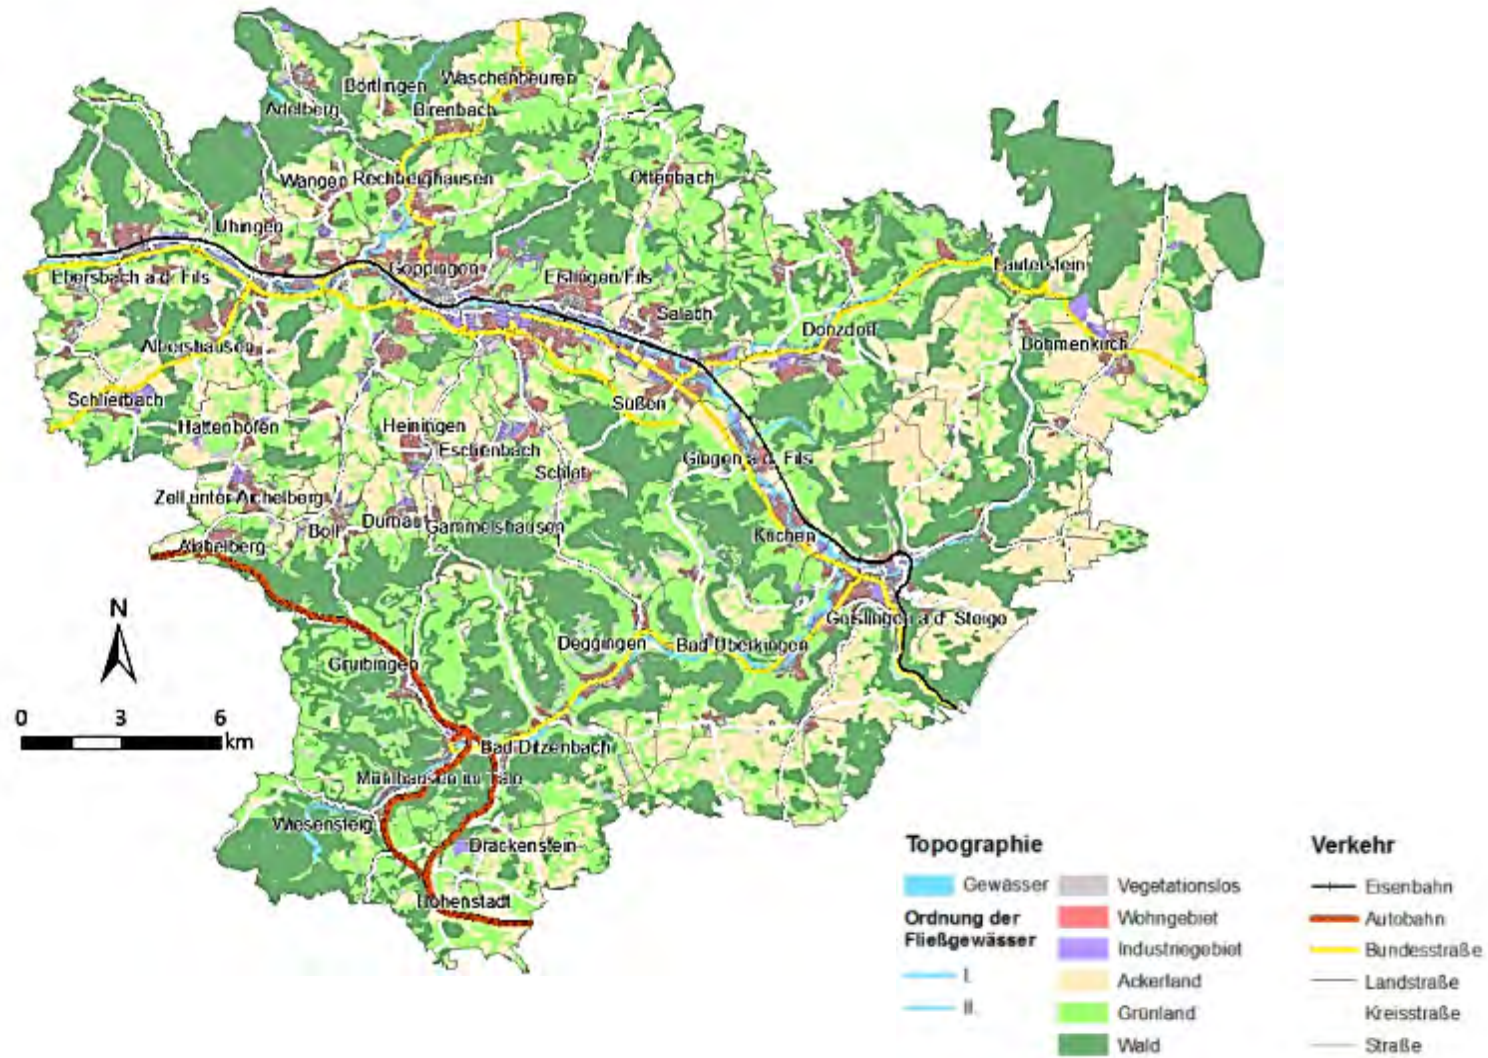 Börtlingen
Waschenbeuren
Adelberg
Birenbach
Wangen
Rechberghausen
Ottenbach
Uhingen
Ebersbach a.d. Fils
Göppingen
Eislingen/Fils
Lauterstein
Salach
Donzdorf
Albershausen
Böhmenkirch
Schlierbach
Süßen
Hattenhofen
Heiningen
Eschenbach
Gingen a.d. Fils
Schlat
Zell unter Aichelberg
Boll
Dürnau
Gammelshausen
Kuchen
Aichelberg
N
Geislingen a.d. Steige
Deggingen
Bad Überkingen
Gruibingen
0 3 6
km
Bad Ditzenbach
Mühlhausen im Täle
Wiesensteig
Drackenstein
Hohenstadt
Topographie
Gewässer
Ordnung der
Fließgewässer
I.
II.
Vegetationslos
Wohngebiet
Industriegebiet
Ackerland
Grünland
Wald
Verkehr
Eisenbahn
Autobahn
Bundesstraße
Landstraße
Kreisstraße
Straße